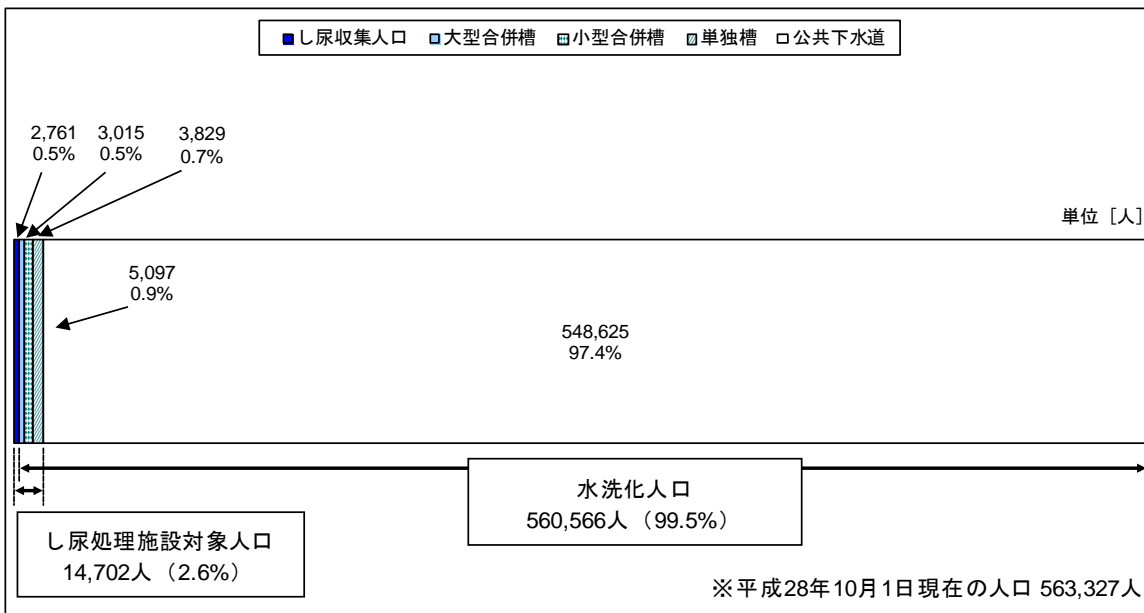 し尿収集人口 大型合併槽 小型合併槽 単独槽 公共下水道
2,761
0.5%
3,015
0.5%
3,829
0.7%
単位［人］
5,097
0.9%
548,625
97.4%
水洗化人口
560,566人（99.5%）
し尿処理施設対象人口
14,702人（2.6%）
※平成28年10月1日現在の人口 563,327人